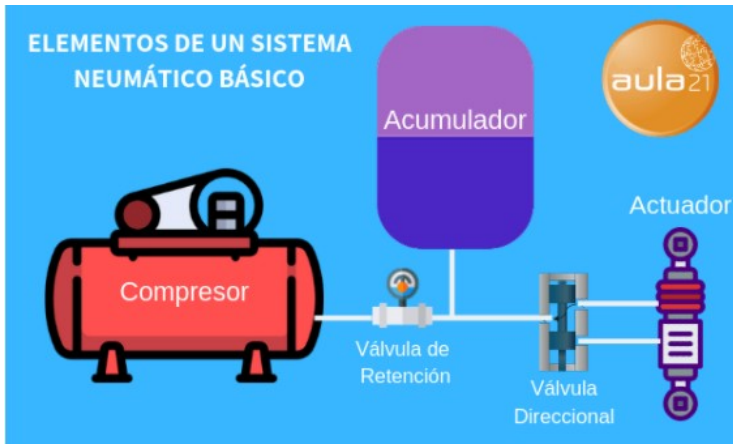 ELEMENTOS DE UN SISTEMA
NEUMÁTICO BÁSICO
aula21
Acumulador
Actuador
Compresor
Válvula de
Retención
Válvula
Direccional